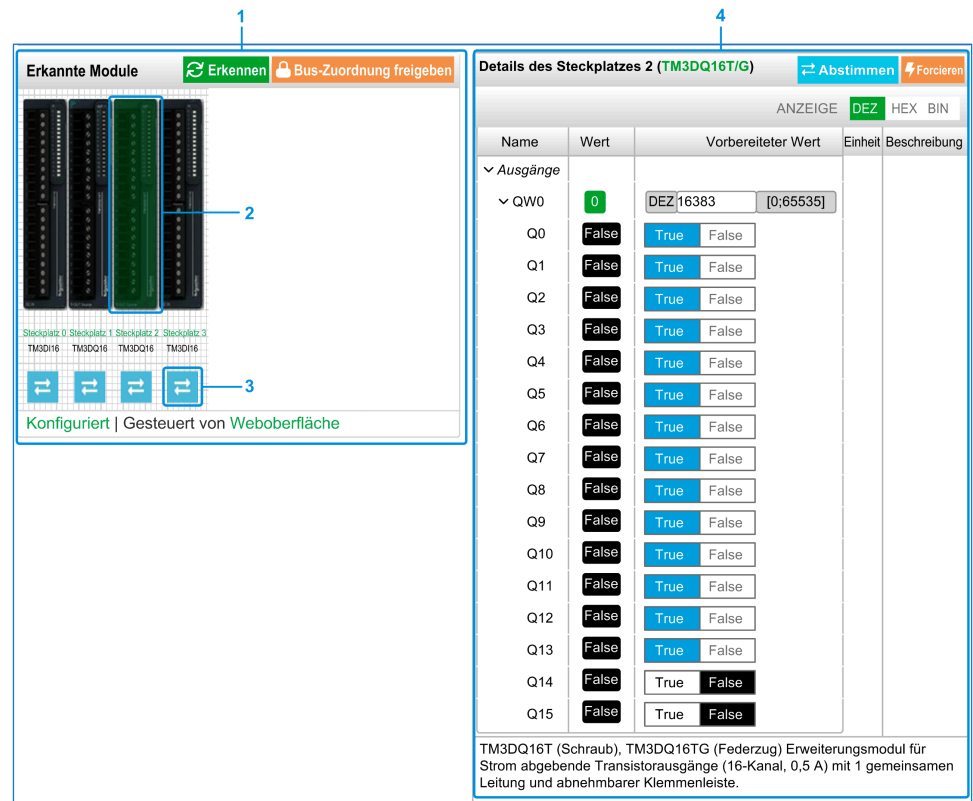 1
4
Erkannte Module
Erkennen
Bus-Zuordnung freigeben
2
Steckplatz 0 Steckplatz 1 Steckplatz 2 Steckplatz 3
TM3DI16 TM3DQ16 TM3DQ16 TM3DI16
3
Konfiguriert | Gesteuert von Weboberfläche
Details des Steckplatzes 2 (TM3DQ16T/G)
Abstimmen
Forcieren
ANZEIGE DEZ HEX BIN
Name Wert Vorbereiteter Wert Einheit Beschreibung
Ausgänge
QW0 0 DEZ 16383 [0;65535]
Q0 False True False
Q1 False True False
Q2 False True False
Q3 False True False
Q4 False True False
Q5 False True False
Q6 False True False
Q7 False True False
Q8 False True False
Q9 False True False
Q10 False True False
Q11 False True False
Q12 False True False
Q13 False True False
Q14 False True False
Q15 False True False
TM3DQ16T (Schraub), TM3DQ16TG (Federzug) Erweiterungsmodul für
Strom abgebende Transistorausgänge (16-Kanal, 0,5 A) mit 1 gemeinsamen
Leitung und abnehmbarer Klemmenleiste.